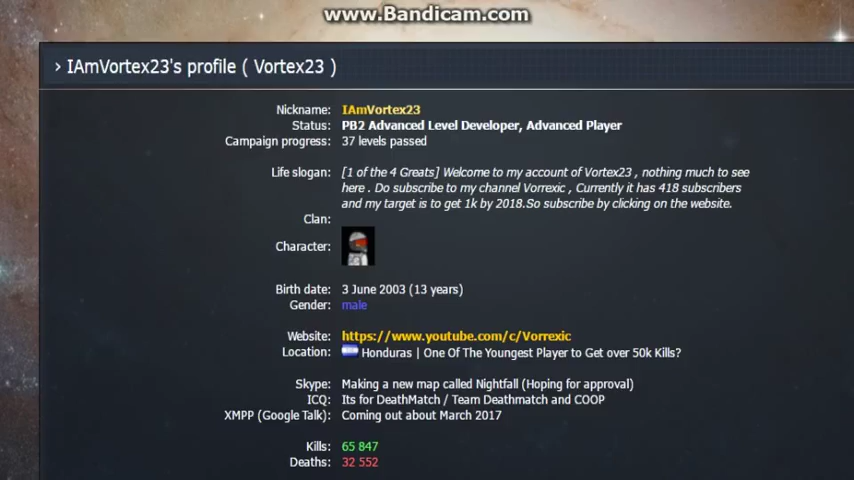 www.Bandicam.com
› IAmVortex23's profile ( Vortex23 )
Nickname: IAmVortex23
Status: PB2 Advanced Level Developer, Advanced Player
Campaign progress: 37 levels passed
Life slogan: [1 of the 4 Greats] Welcome to my account of Vortex23 , nothing much to see
here . Do subscribe to my channel Vorrexic , Currently it has 418 subscribers
and my target is to get 1k by 2018.So subscribe by clicking on the website.
Clan:
Character:
Birth date: 3 June 2003 (13 years)
Gender: male
Website: https://www.youtube.com/c/Vorrexic
Location: Honduras | One Of The Youngest Player to Get over 50k Kills?
Skype: Making a new map called Nightfall (Hoping for approval)
ICQ: Its for DeathMatch / Team Deathmatch and COOP
XMPP (Google Talk): Coming out about March 2017
Kills: 65 847
Deaths: 32 552